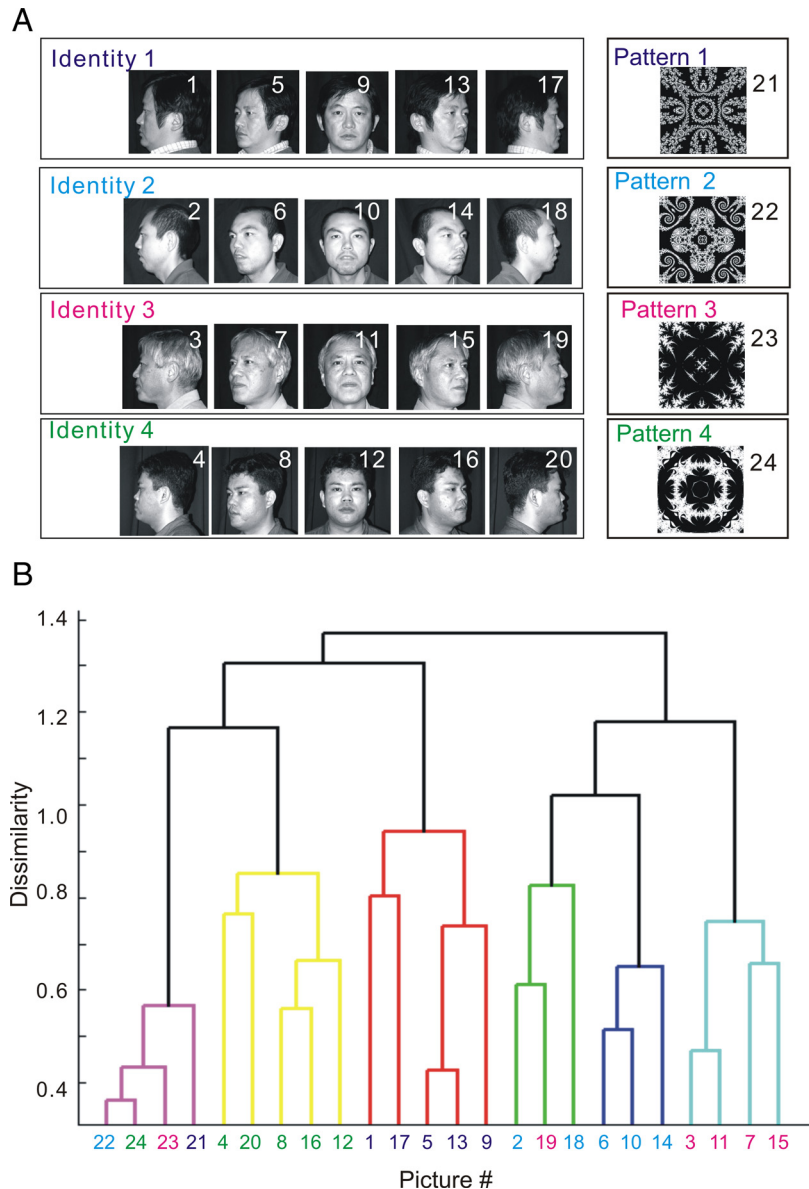 A
Identity 1
1 5 9 13 17
Pattern 1
21
Identity 2
2 6 10 14 18
Pattern 2
22
Identity 3
3 7 11 15 19
Pattern 3
23
Identity 4
4 8 12 16 20
Pattern 4
24
B
1.4
1.2
1.0
0.8
0.6
0.4
Dissimilarity
22 24 23 21 4 20 8 16 12 1 17 5 13 9 2 19 18 6 10 14 3 11 7 15
Picture #